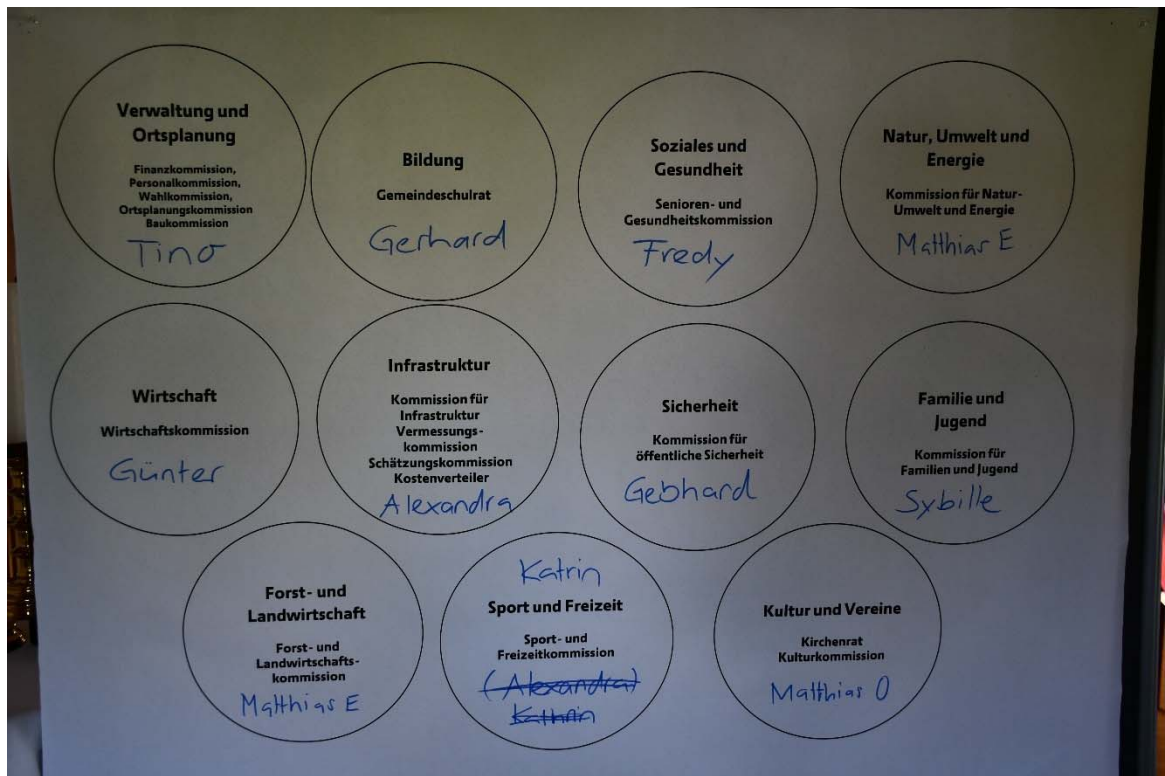 Verwaltung und
Ortsplanung
Finanzkommission,
Personalkommission,
Wahlkommission,
Ortsplanungskommission
Baukommission
Tino
Bildung
Gemeindeschulrat
Gerhard
Soziales und
Gesundheit
Senioren- und
Gesundheitskommission
Fredy
Natur, Umwelt und
Energie
Kommission für Natur-
Umwelt und Energie
Matthias E
Wirtschaft
Wirtschaftskommission
Günter
Infrastruktur
Kommission für
Infrastruktur
Vermessungs-
kommission
Schätzungskommission
Kostenverteiler
Alexandra
Sicherheit
Kommission für
öffentliche Sicherheit
Gebhard
Familie und
Jugend
Kommission für
Familien und Jugend
Sybille
Forst- und
Landwirtschaft
Forst- und
Landwirtschafts-
kommission
Matthias E
Katrin
Sport und Freizeit
Sport- und
Freizeitkommission
(Alexandra)
Kathrin
Kultur und Vereine
Kirchenrat
Kulturkommission
Matthias O